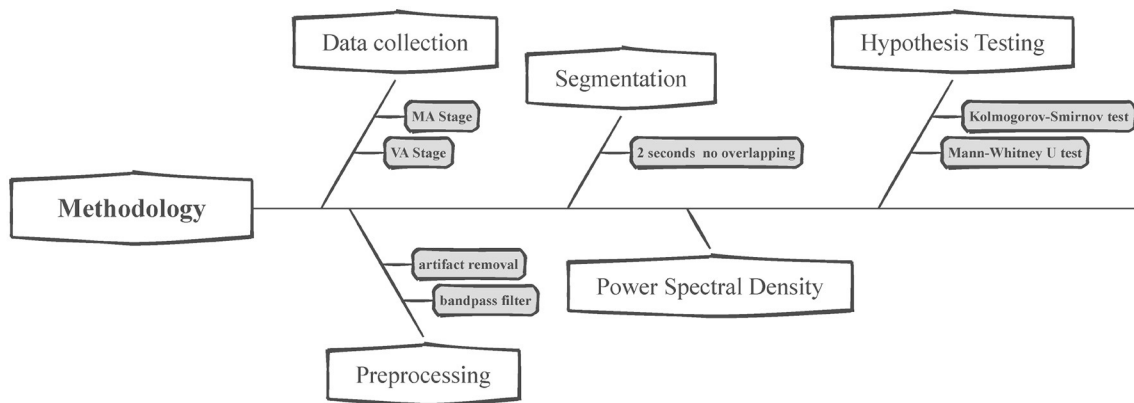 Data collection
MA Stage
VA Stage
Segmentation
2 seconds no overlapping
Hypothesis Testing
Kolmogorov-Smirnov test
Mann-Whitney U test
Methodology
artifact removal
bandpass filter
Preprocessing
Power Spectral Density